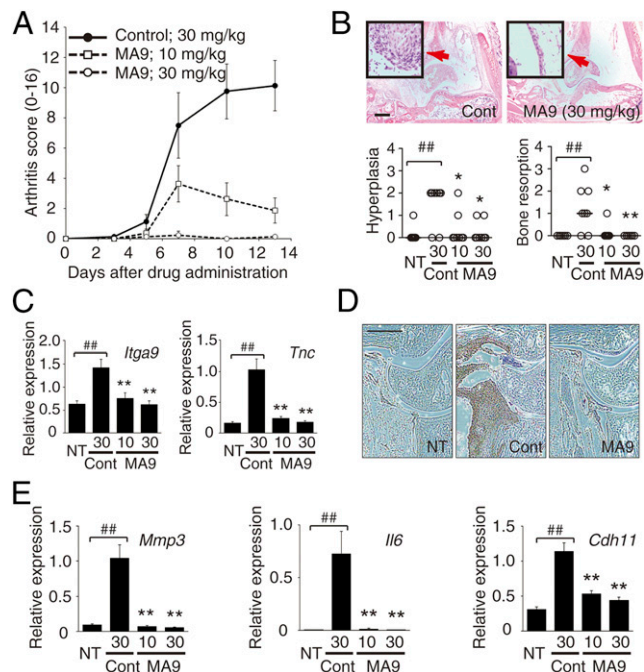 A
Control; 30 mg/kg
MA9; 10 mg/kg
MA9; 30 mg/kg
Arthritis score (0-16)
14
12
10
8
6
4
2
0
0 5 10 15
Days after drug administration
B
Cont
MA9 (30 mg/kg)
Hyperplasia
4
3
2
1
0
##
*
*
NT 30 10 30
Cont MA9
Bone resorption
4
3
2
1
0
##
*
**
NT 30 10 30
Cont MA9
C
Relative expression
2.0
1.5
1.0
0.5
0.0
##
Itga9
**
**
NT 30 10 30
Cont MA9
Relative expression
1.5
1.0
0.5
0
##
Tnc
**
**
NT 30 10 30
Cont MA9
D
NT
Cont
MA9
E
Relative expression
1.5
1.0
0.5
0
##
Mmp3
**
**
NT 30 10 30
Cont MA9
Relative expression
1.0
0.5
0
##
Il6
**
**
NT 30 10 30
Cont MA9
Relative expression
1.5
1.0
0.5
0.0
##
Cdh11
**
**
NT 30 10 30
Cont MA9